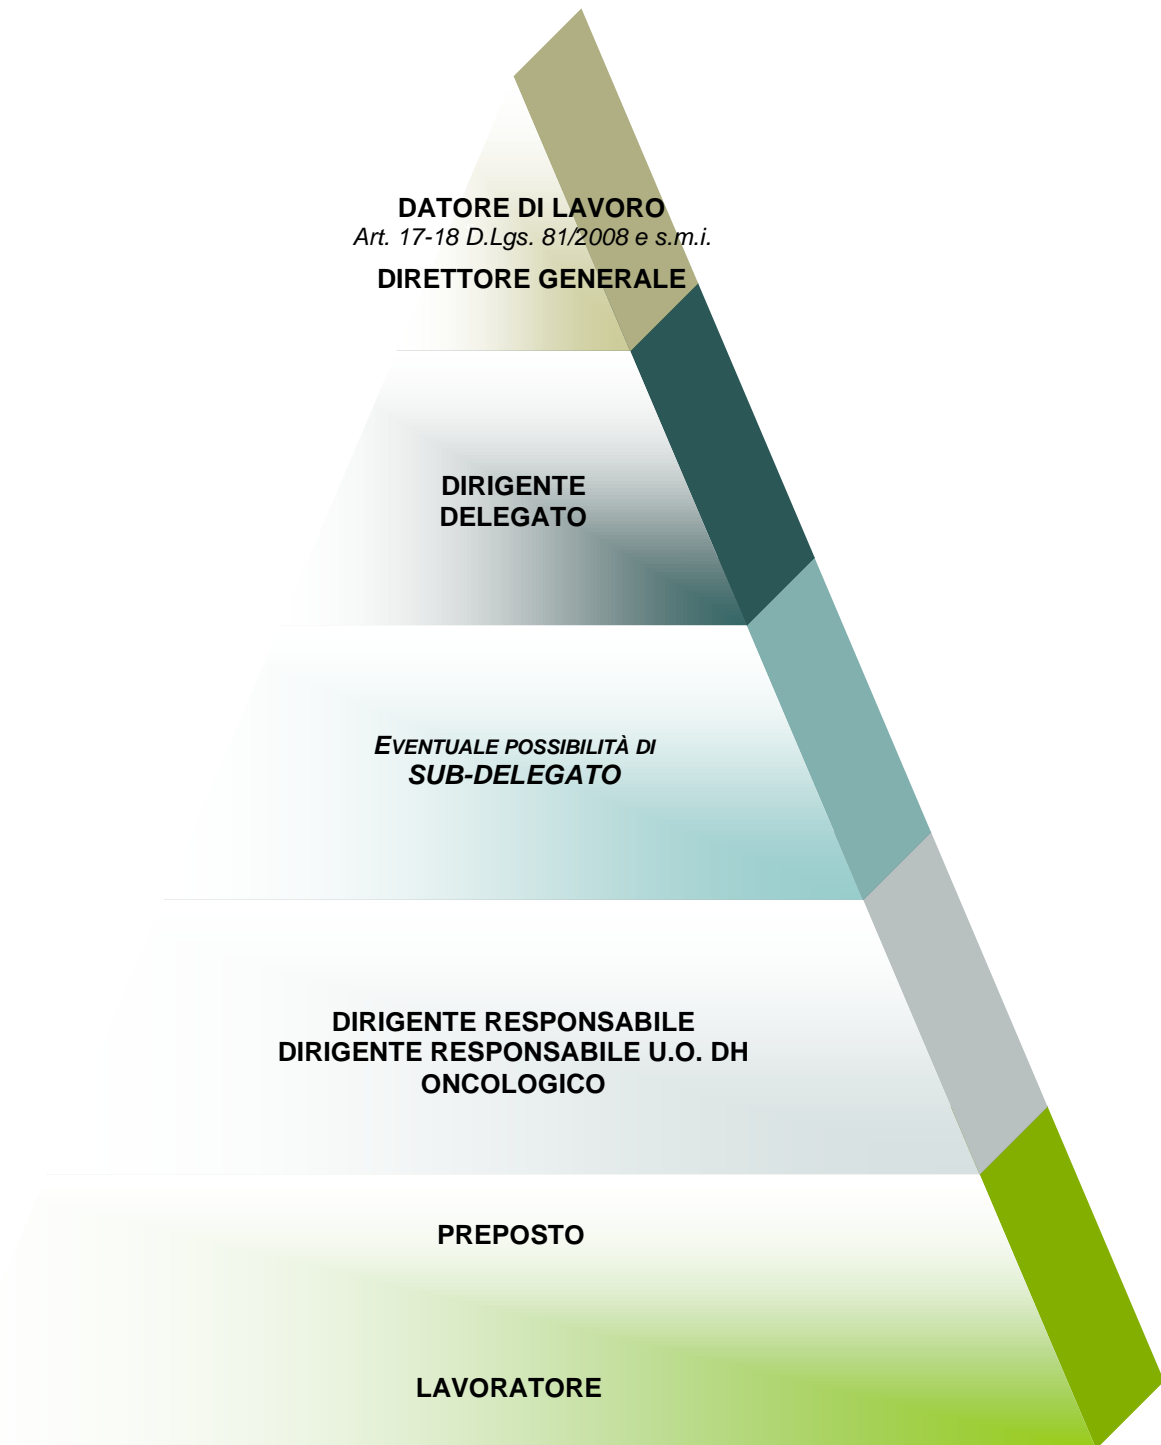 DATORE DI LAVORO
Art. 17-18 D.Lgs. 81/2008 e s.m.i.
DIRETTORE GENERALE
DIRIGENTE
DELEGATO
EVENTUALE POSSIBILITÀ DI
SUB-DELEGATO
DIRIGENTE RESPONSABILE
DIRIGENTE RESPONSABILE U.O. DH
ONCOLOGICO
PREPOSTO
LAVORATORE